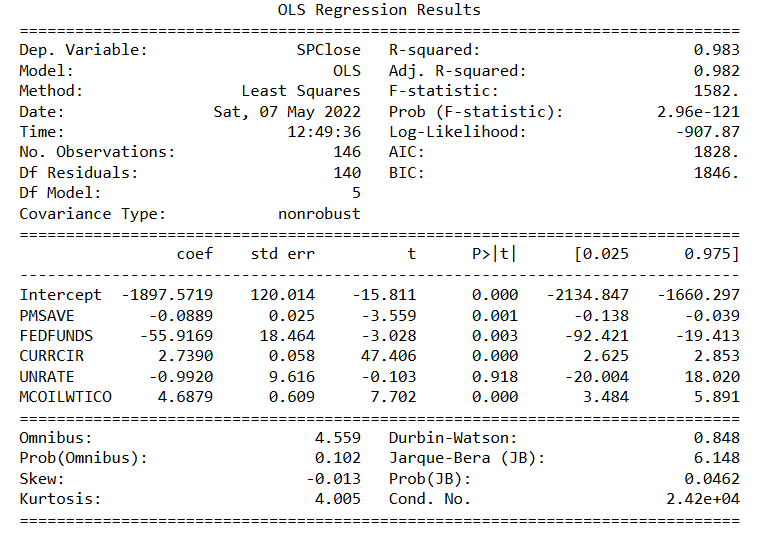 OLS Regression Results
==============================================================================
Dep. Variable:                SPClose   R-squared:                       0.983
Model:                            OLS   Adj. R-squared:                  0.982
Method:                 Least Squares   F-statistic:                     1582.
Date:                Sat, 07 May 2022   Prob (F-statistic):          2.96e-121
Time:                        12:49:36   Log-Likelihood:                -907.87
No. Observations:                 146   AIC:                             1828.
Df Residuals:                     140   BIC:                             1846.
Df Model:                           5
Covariance Type:            nonrobust
==============================================================================
coef    std err          t      P>|t|      [0.025      0.975]
------------------------------------------------------------------------------
Intercept  -1897.5719    120.014    -15.811      0.000   -2134.847   -1660.297
PMSAVE        -0.0889      0.025     -3.559      0.001      -0.138      -0.039
FEDFUNDS     -55.9169     18.464     -3.028      0.003     -92.421     -19.413
CURRCIR        2.7390      0.058     47.406      0.000       2.625       2.853
UNRATE        -0.9920      9.616     -0.103      0.918     -20.004      18.020
MCOILWTICO     4.6879      0.609      7.702      0.000       3.484       5.891
==============================================================================
Omnibus:                        4.559   Durbin-Watson:                   0.848
Prob(Omnibus):                  0.102   Jarque-Bera (JB):                6.148
Skew:                          -0.013   Prob(JB):                       0.0462
Kurtosis:                       4.005   Cond. No.                     2.42e+04
==============================================================================